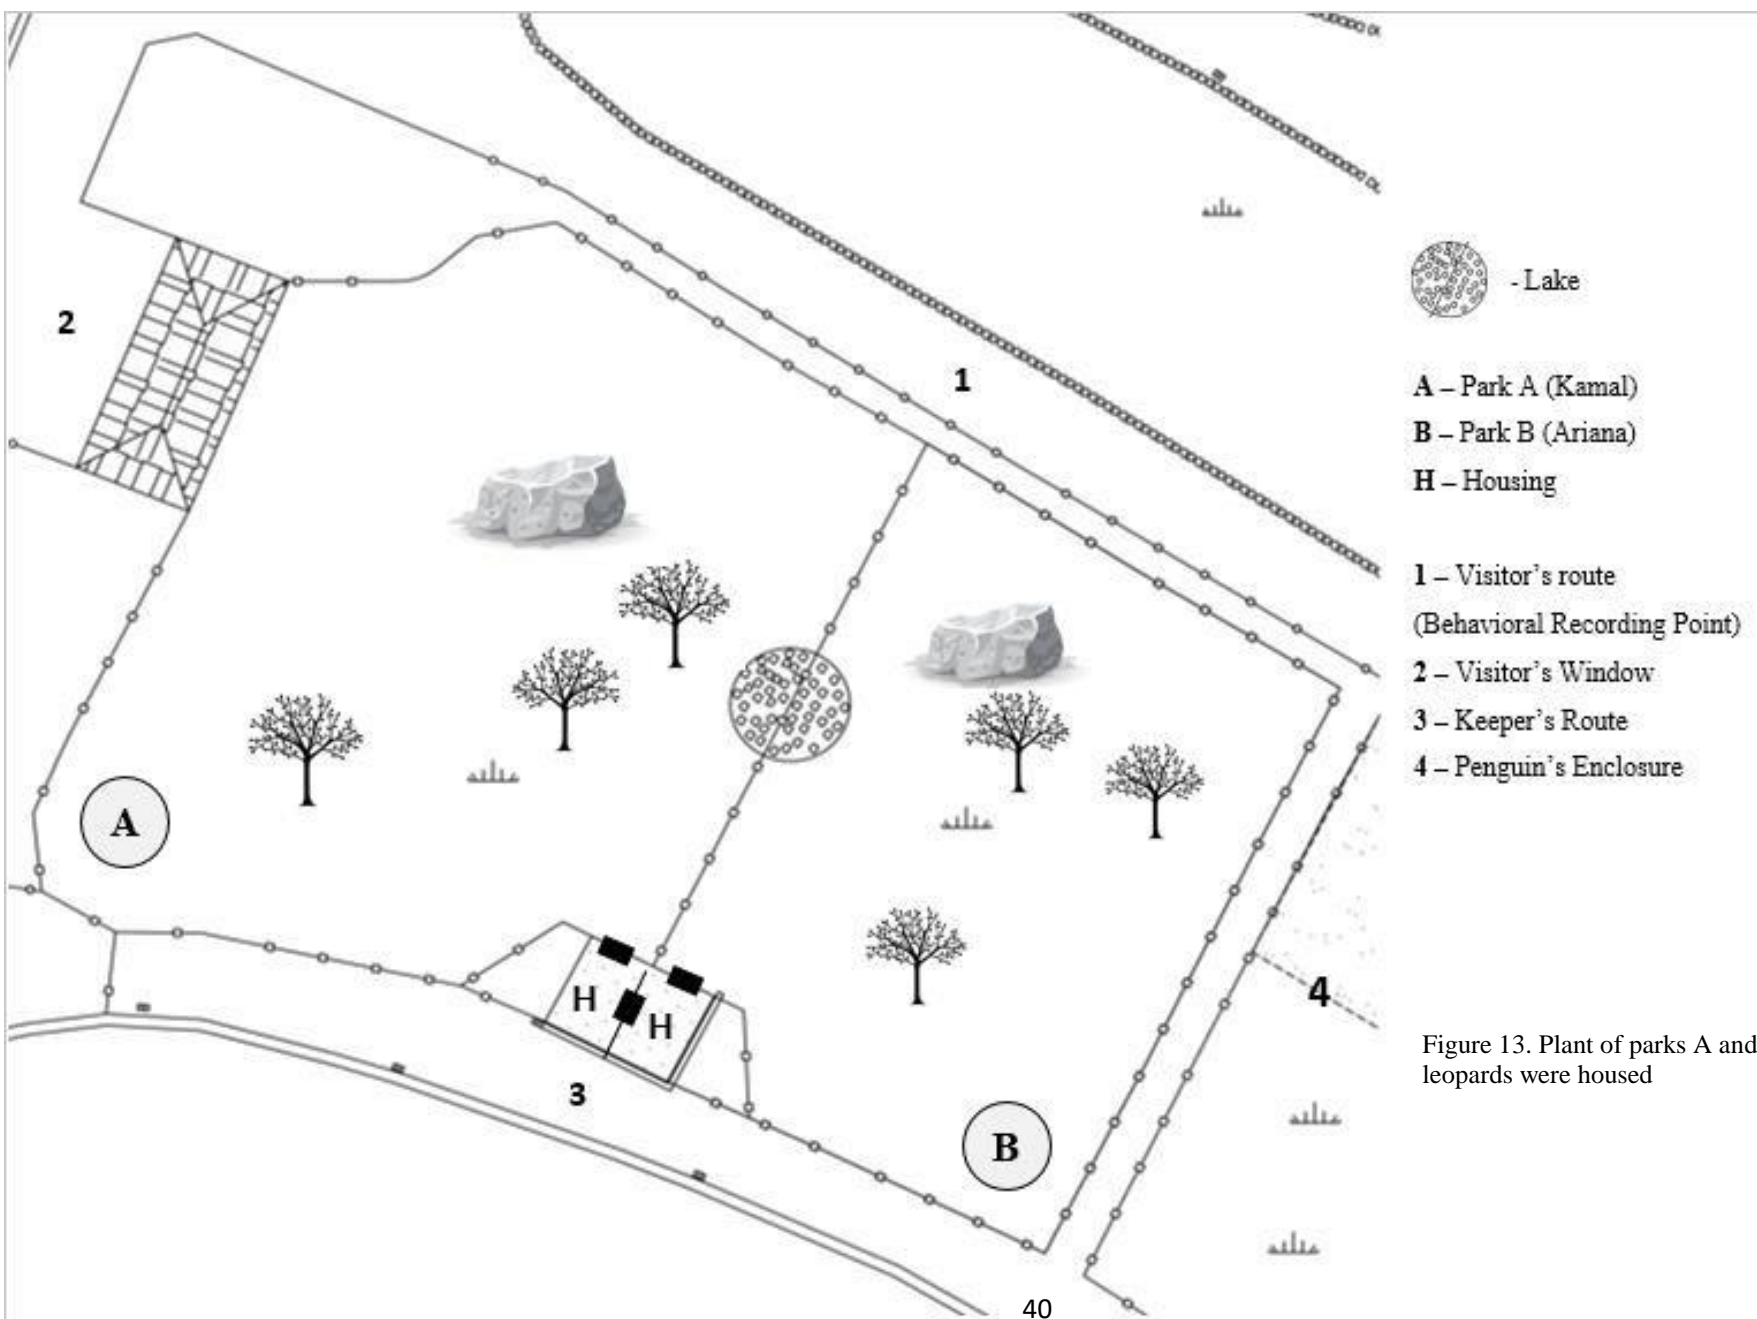 2
1
A
H
H
3
B
4
40
- Lake
A – Park A (Kamal)
B – Park B (Ariana)
H – Housing
1 – Visitor's route
(Behavioral Recording Point)
2 – Visitor's Window
3 – Keeper's Route
4 – Penguin's Enclosure
Figure 13. Plant of parks A and
leopards were housed